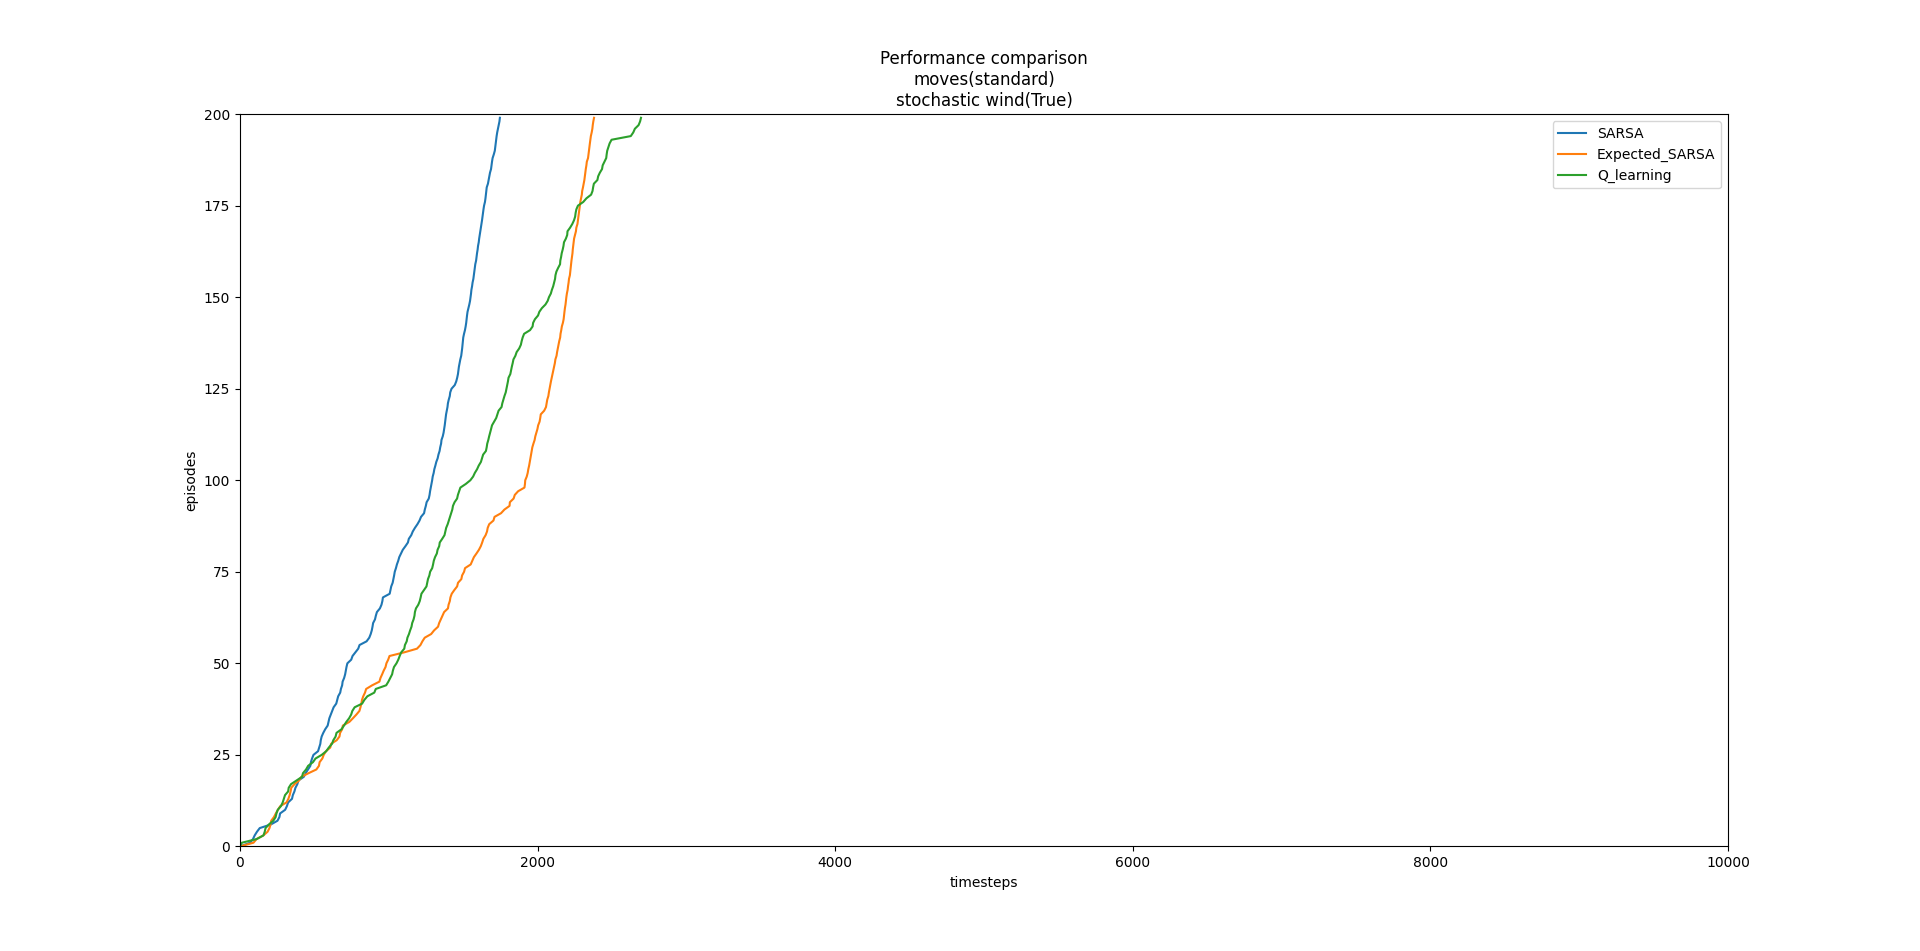 Performance comparison
moves(standard)
stochastic wind(True)
200
175
150
125
100
75
50
25
0
episodes
0 2000 4000 6000 8000 10000
timesteps
SARSA
Expected_SARSA
Q_learning